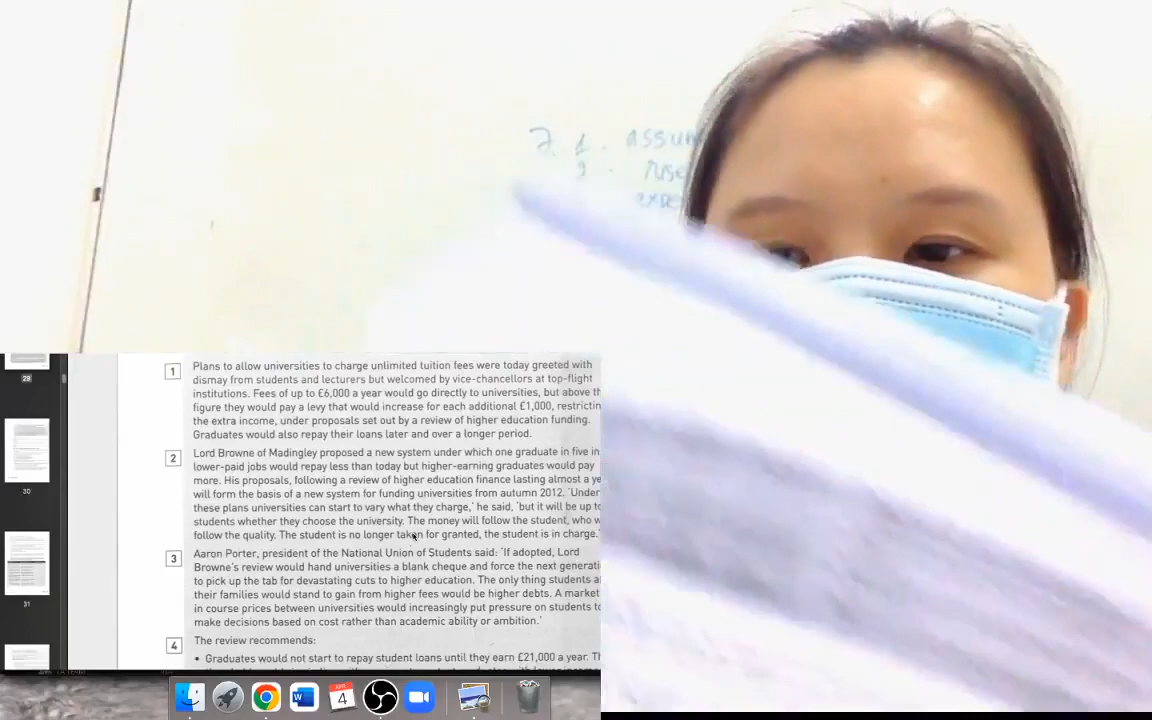 assum
1
Plans to allow universities to charge unlimited tuition fees were today greeted with
dismay from students and lecturers but welcomed by vice-chancellors at top-flight
institutions. Fees of up to £6,000 a year would go directly to universities, but above th
figure they would pay a levy that would increase for each additional £1,000, restrictin
the extra income, under proposals set out by a review of higher education funding.
Graduates would also repay their loans later and over a longer period.
2
Lord Browne of Madingley proposed a new system under which one graduate in five in
lower-paid jobs would repay less than today but higher-earning graduates would pay
more. His proposals, following a review of higher education finance lasting almost a ye
will form the basis of a new system for funding universities from autumn 2012. 'Under
these plans universities can start to vary what they charge,' he said, 'but it will be up to
students whether they choose the university. The money will follow the student, who w
follow the quality. The student is no longer taken for granted, the student is in charge.'
3
Aaron Porter, president of the National Union of Students said: 'If adopted, Lord
Browne's review would hand universities a blank cheque and force the next generati
to pick up the tab for devastating cuts to higher education. The only thing students a
their families would stand to gain from higher fees would be higher debts. A market
in course prices between universities would increasingly put pressure on students to
make decisions based on cost rather than academic ability or ambition.'
4
The review recommends:
• Graduates would not start to repay student loans until they earn £21,000 a year. Th
29
30
31
4